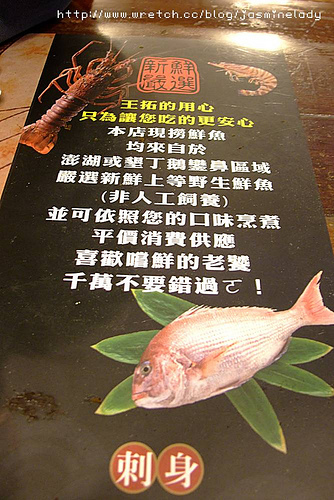 http://www.wretch.cc/blog/jasminelady
新鮮
嚴選
王拓的用心
只為讓您吃的更安心
本店現撈鮮魚
均來自於
澎湖或墾丁鵝鑾鼻區域
嚴選新鮮上等野生鮮魚
(非人工飼養)
並可依照您的口味烹煮
平價消費供應
喜歡嚐鮮的老饕
千萬不要錯過ㄛ!
刺身